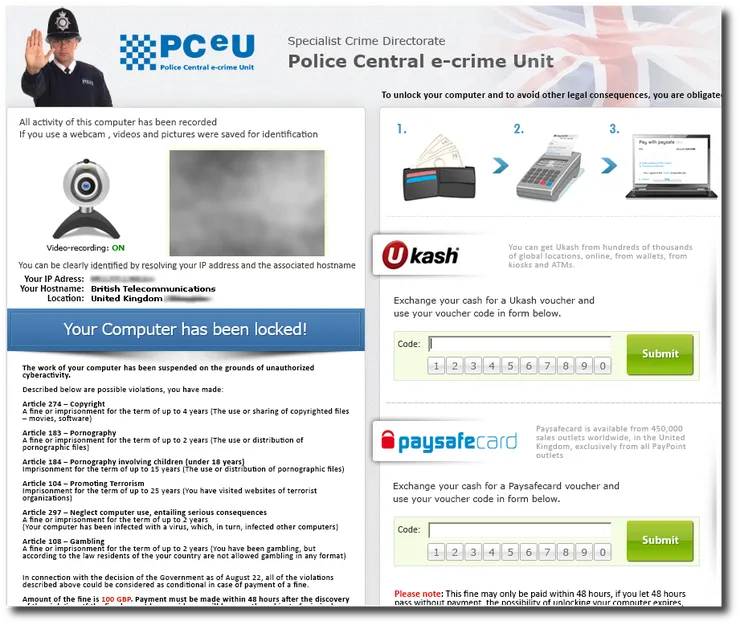 PCeU
Police Central e-crime Unit
Specialist Crime Directorate
Police Central e-crime Unit
To unlock your computer and to avoid other legal consequences, you are obligated
All activity of this computer has been recorded
If you use a webcam , videos and pictures were saved for identification
Video-recording: ON
You can be clearly identified by resolving your IP address and the associated hostname
Your IP Adress:
Your Hostname: British Telecommunications
Location: United Kingdom
Your Computer has been locked!
The work of your computer has been suspended on the grounds of unauthorized
cyberactivity.
Described below are possible violations, you have made:
Article 274 – Copyright
A fine or imprisonment for the term of up to 4 years (The use or sharing of copyrighted files
– movies, software)
Article 183 – Pornography
A fine or imprisonment for the term of up to 2 years (The use or distribution of
pornographic files)
Article 184 – Pornography involving children (under 18 years)
Imprisonment for the term of up to 15 years (The use or distribution of pornographic files)
Article 104 – Promoting Terrorism
Imprisonment for the term of up to 25 years (You have visited websites of terrorist
organizations)
Article 297 – Neglect computer use, entailing serious consequences
A fine or imprisonment for the term of up to 2 years
(Your computer has been infected with a virus, which, in turn, infected other computers)
Article 108 – Gambling
A fine or imprisonment for the term of up to 2 years (You have been gambling, but
according to the law residents of the your country are not allowed gambling in any format)
In connection with the decision of the Government as of August 22, all of the violations
described above could be considered as conditional in case of payment of a fine.
Amount of the fine is 100 GBP. Payment must be made within 48 hours after the discovery
1. 2. 3.
Pay with paysafe
Ukash
You can get Ukash from hundreds of thousands
of global locations, online, from wallets, from
kiosks and ATMs.
Exchange your cash for a Ukash voucher and
use your voucher code in form below.
Code:
1 2 3 4 5 6 7 8 9 0
Submit
paysafecard
Paysafecard is available from 450,000
sales outlets worldwide, in the United
Kingdom, exclusively from all PayPoint
outlets
Exchange your cash for a Paysafecard voucher and
use your voucher code in form below.
Code:
1 2 3 4 5 6 7 8 9 0
Submit
Please note: This fine may only be paid within 48 hours, if you let 48 hours
pass without payment, the possibility of unlocking your computer expires,